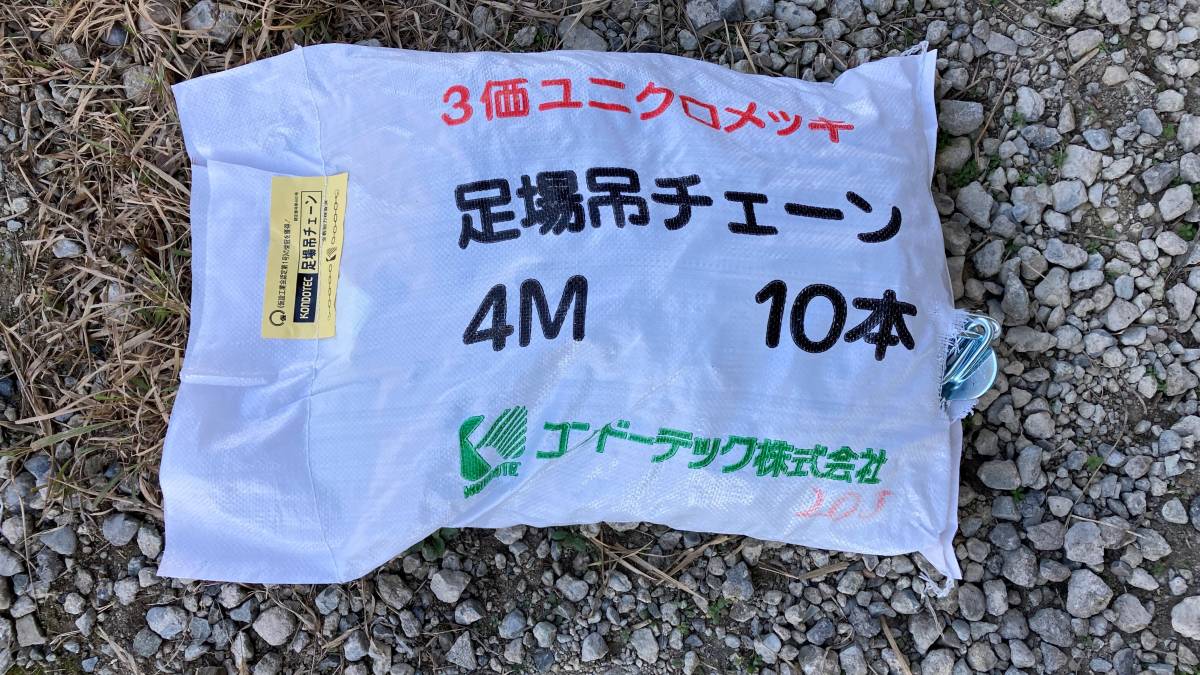 3価ユニクロメッキ
足場吊チェーン
4M 10本
コンドーテック株式会社
KONDOTEC 足場吊チェーン